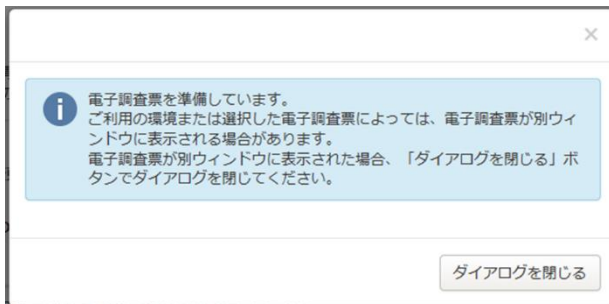 電子調査票を準備しています。
ご利用の環境または選択した電子調査票によっては、電子調査票が別ウィ
ンドウに表示される場合があります。
電子調査票が別ウィンドウに表示された場合、「ダイアログを閉じる」ボ
タンでダイアログを閉じてください。
ダイアログを閉じる